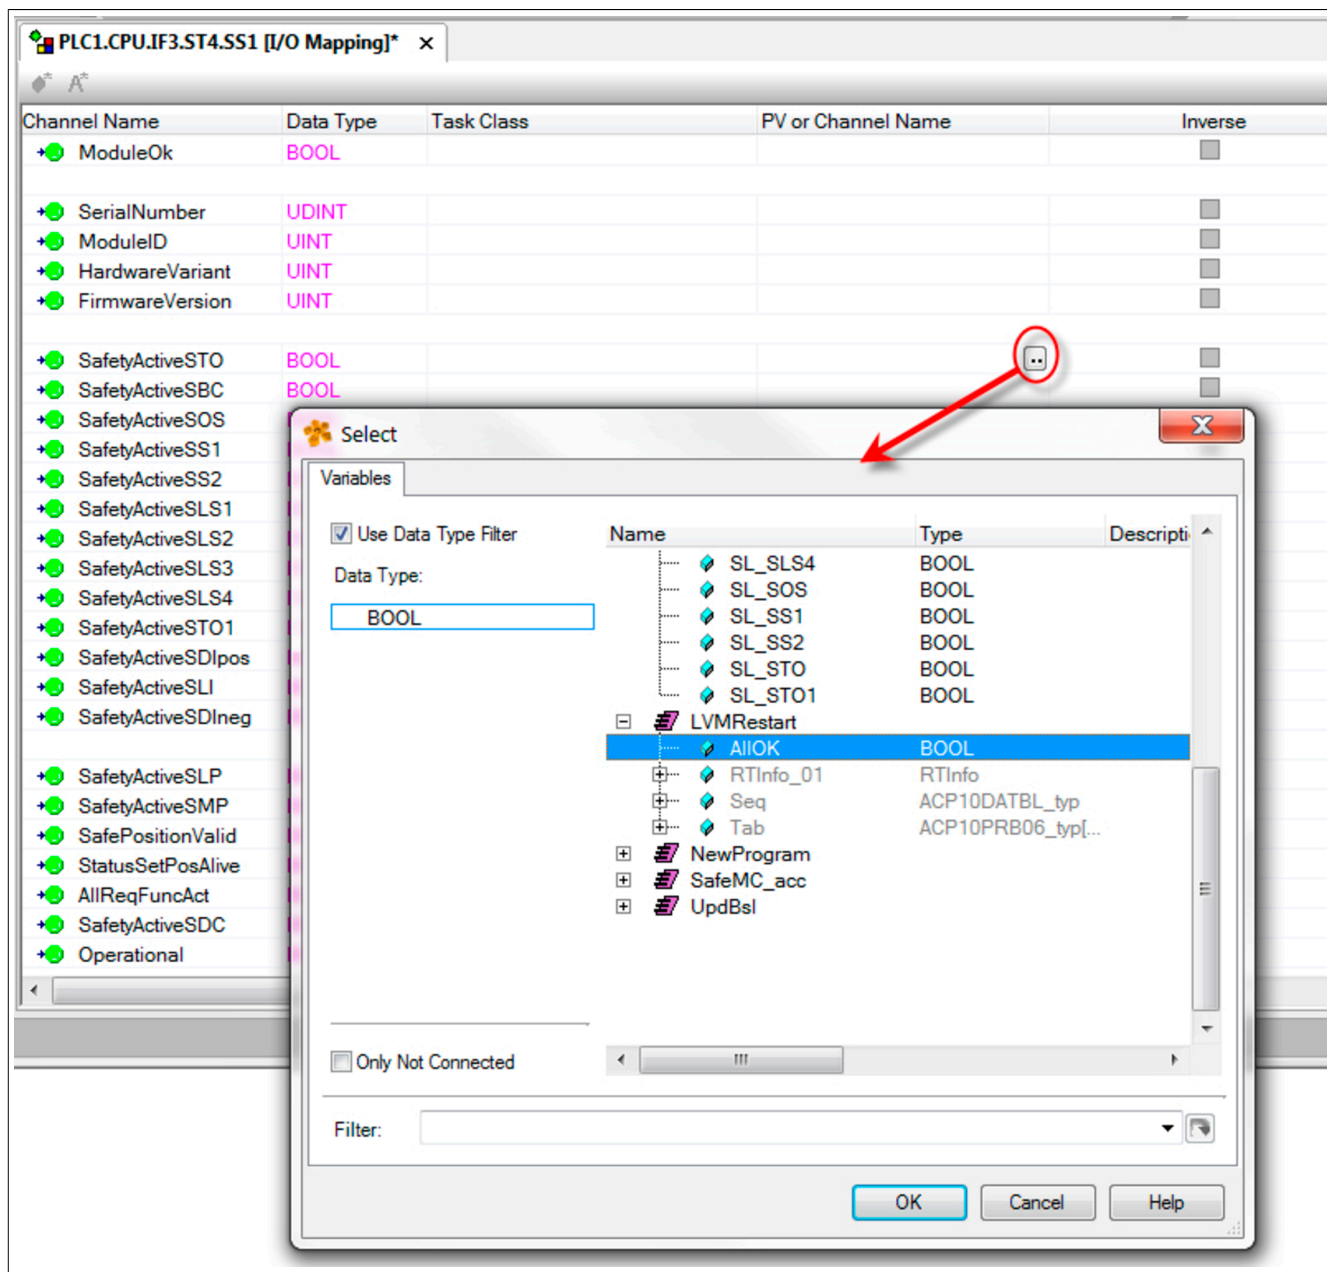 PLC1.CPU.IF3.ST4.SS1 [I/O Mapping]*
Channel Name Data Type Task Class PV or Channel Name Inverse
ModuleOk BOOL
SerialNumber UDINT
ModuleID UINT
HardwareVariant UINT
FirmwareVersion UINT
SafetyActiveSTO BOOL
SafetyActiveSBC BOOL
SafetyActiveSOS
SafetyActiveSS1
SafetyActiveSS2
SafetyActiveSLS1
SafetyActiveSLS2
SafetyActiveSLS3
SafetyActiveSLS4
SafetyActiveSTO1
SafetyActiveSDIpos
SafetyActiveSLI
SafetyActiveSDIneg
SafetyActiveSLP
SafetyActiveSMP
SafePositionValid
StatusSetPosAlive
AllReqFuncAct
SafetyActiveSDC
Operational
Select
Variables
Use Data Type Filter
Data Type:
BOOL
Only Not Connected
Name Type Descripti
SL_SLS4 BOOL
SL_SOS BOOL
SL_SS1 BOOL
SL_SS2 BOOL
SL_STO BOOL
SL_STO1 BOOL
LVMRestart
AllOK BOOL
RTInfo_01 RTInfo
Seq ACP10DATBL_typ
Tab ACP10PRB06_typ[...
NewProgram
SafeMC_acc
UpdBsl
Filter:
OK Cancel Help